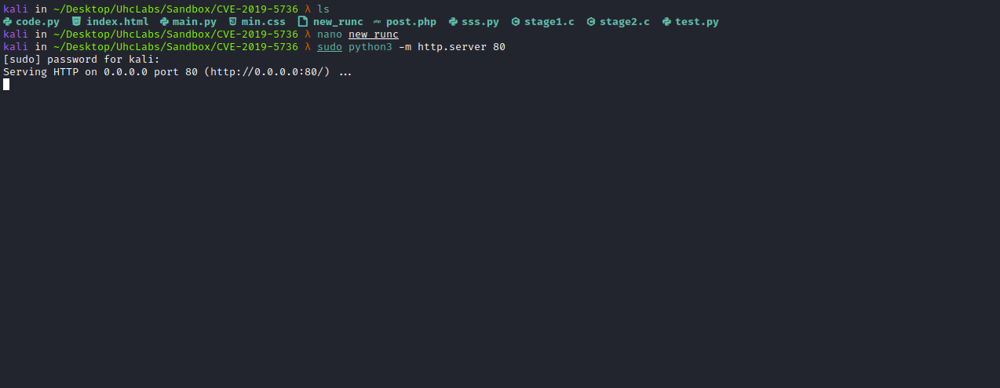 kali in ~/Desktop/UhcLabs/Sandbox/CVE-2019-5736 λ ls
code.py index.html main.py min.css new_runc post.php sss.py stage1.c stage2.c test.py
kali in ~/Desktop/UhcLabs/Sandbox/CVE-2019-5736 λ nano new_runc
kali in ~/Desktop/UhcLabs/Sandbox/CVE-2019-5736 λ sudo python3 -m http.server 80
[sudo] password for kali:
Serving HTTP on 0.0.0.0 port 80 (http://0.0.0.0:80/) ...